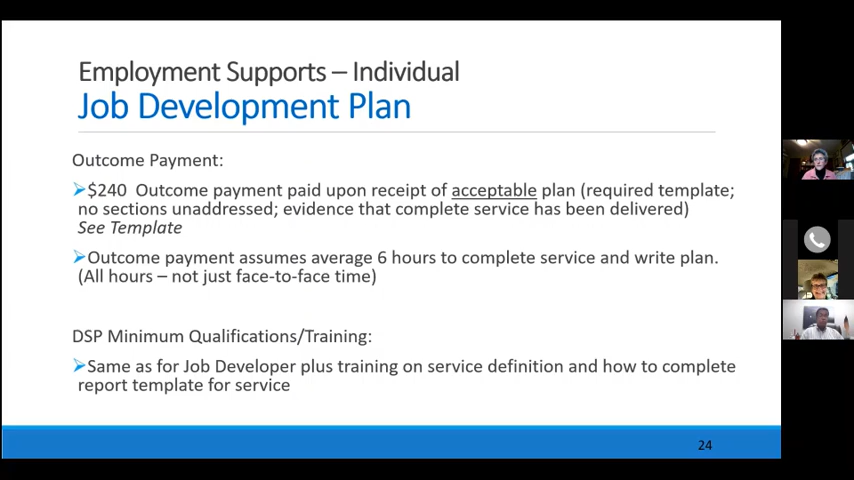 Employment Supports – Individual
Job Development Plan
Outcome Payment:
➢$240 Outcome payment paid upon receipt of acceptable plan (required template;
no sections unaddressed; evidence that complete service has been delivered)
See Template
➢Outcome payment assumes average 6 hours to complete service and write plan.
(All hours – not just face-to-face time)
DSP Minimum Qualifications/Training:
➢Same as for Job Developer plus training on service definition and how to complete
report template for service
24